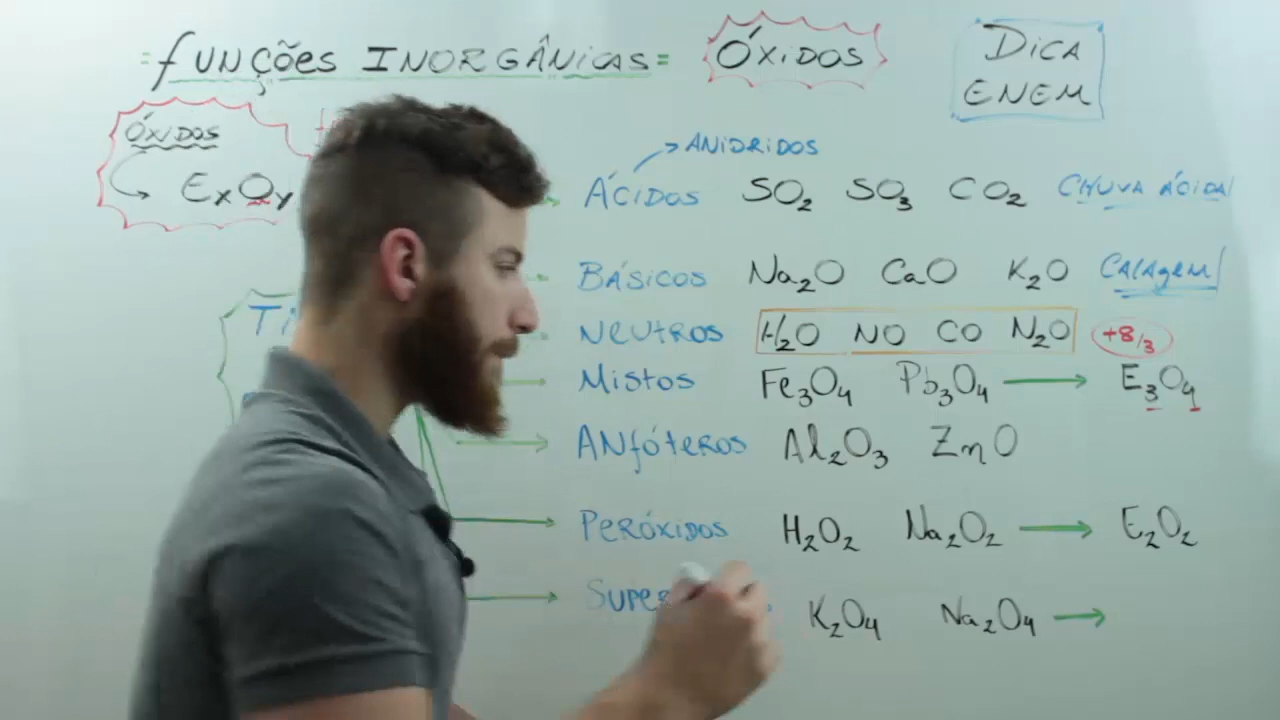 = FUNÇÕES INORGÂNICAS = ÓXIDOS
DICA
ENEM
ÓXIDOS
ExOy
ANIDRIDOS
ÁCIDOS SO₂ SO₃ CO₂ CHUVA ÁCIDA
BÁSICOS Na₂O CaO K₂O CALAGEM
NEUTROS H₂O NO CO N₂O +8/3
MISTOS Fe₃O₄ Pb₃O₄ → E₃O₄
ANFÓTEROS Al₂O₃ ZnO
PERÓXIDOS H₂O₂ Na₂O₂ → E₂O₂
K₂O₄ Na₂O₄ →